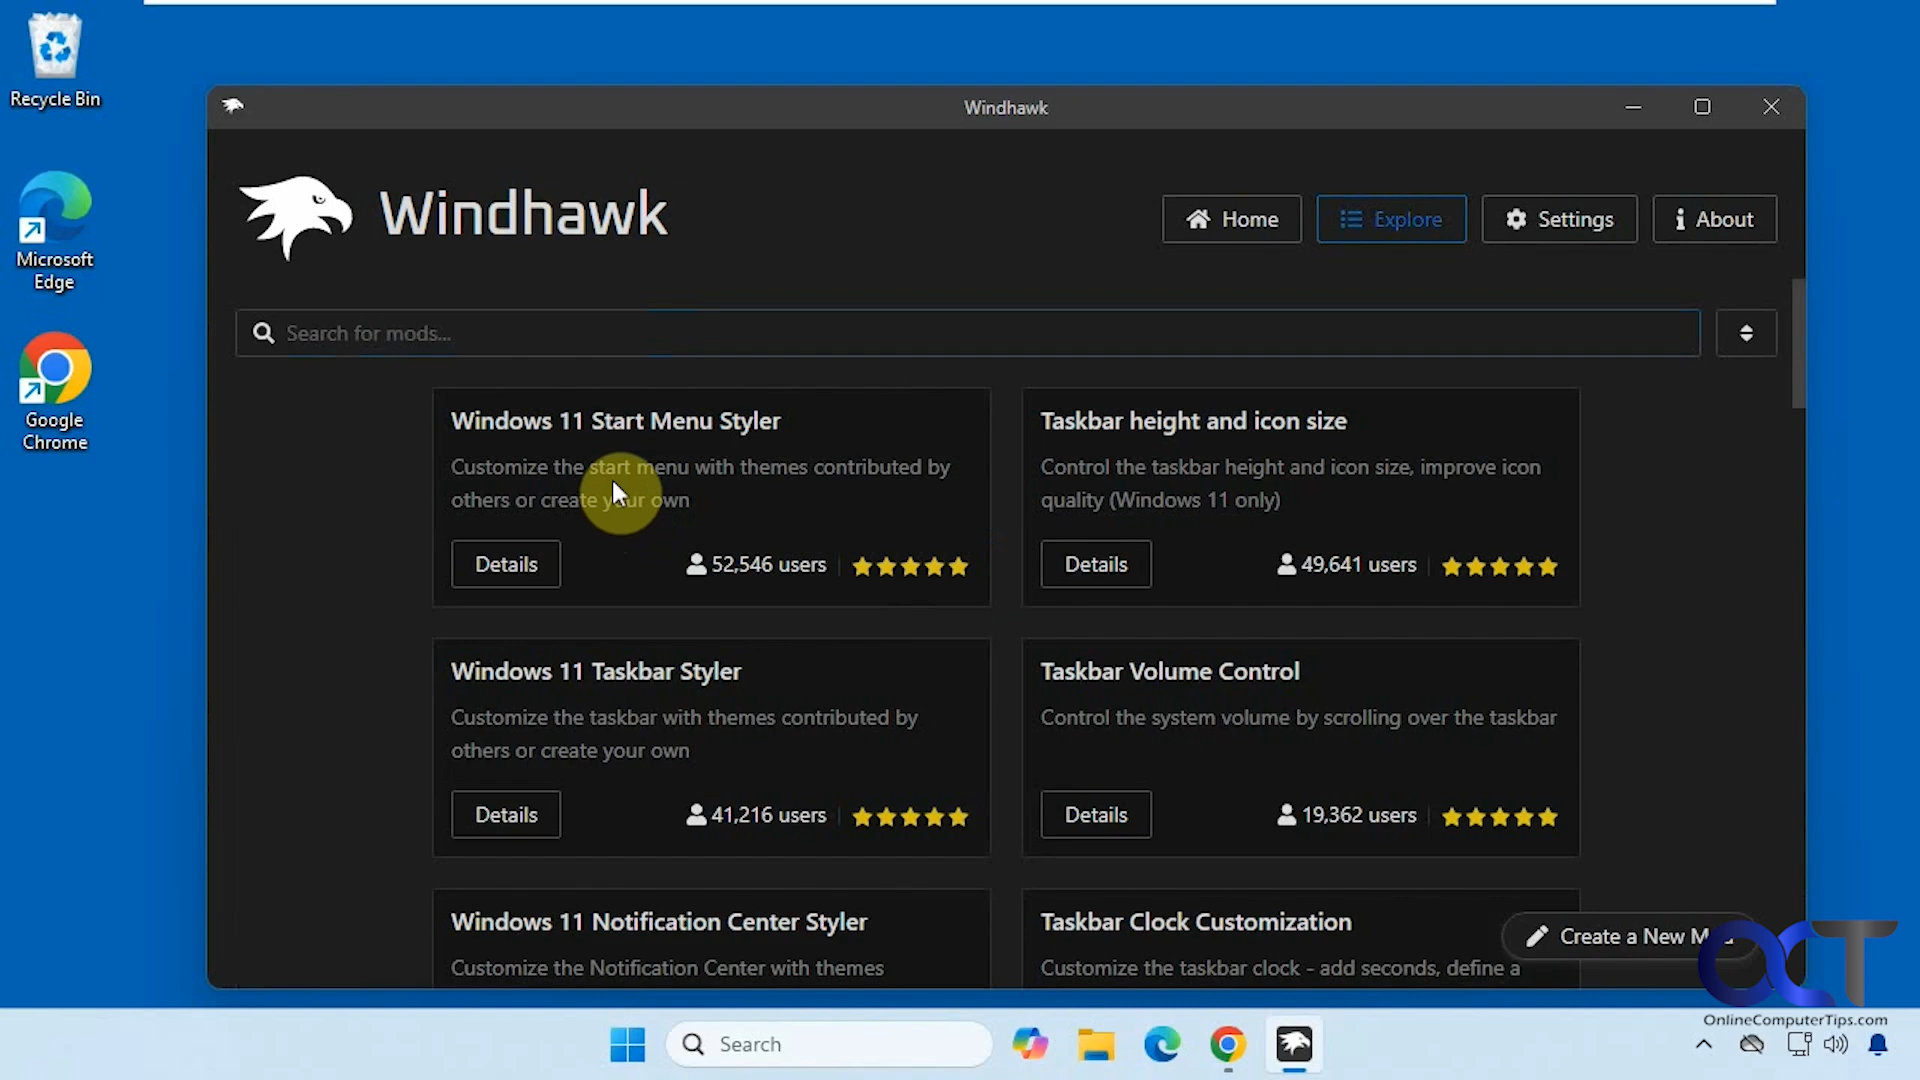 Recycle Bin
Microsoft
Edge
Google
Chrome
Windhawk
Windhawk
Home
Explore
Settings
About
Search for mods...
Windows 11 Start Menu Styler
Customize the start menu with themes contributed by
others or create your own
Details
52,546 users
Taskbar height and icon size
Control the taskbar height and icon size, improve icon
quality (Windows 11 only)
Details
49,641 users
Windows 11 Taskbar Styler
Customize the taskbar with themes contributed by
others or create your own
Details
41,216 users
Taskbar Volume Control
Control the system volume by scrolling over the taskbar
Details
19,362 users
Windows 11 Notification Center Styler
Customize the Notification Center with themes
Taskbar Clock Customization
Customize the taskbar clock - add seconds, define a
Create a New
OCT
OnlineComputerTips.com
Search